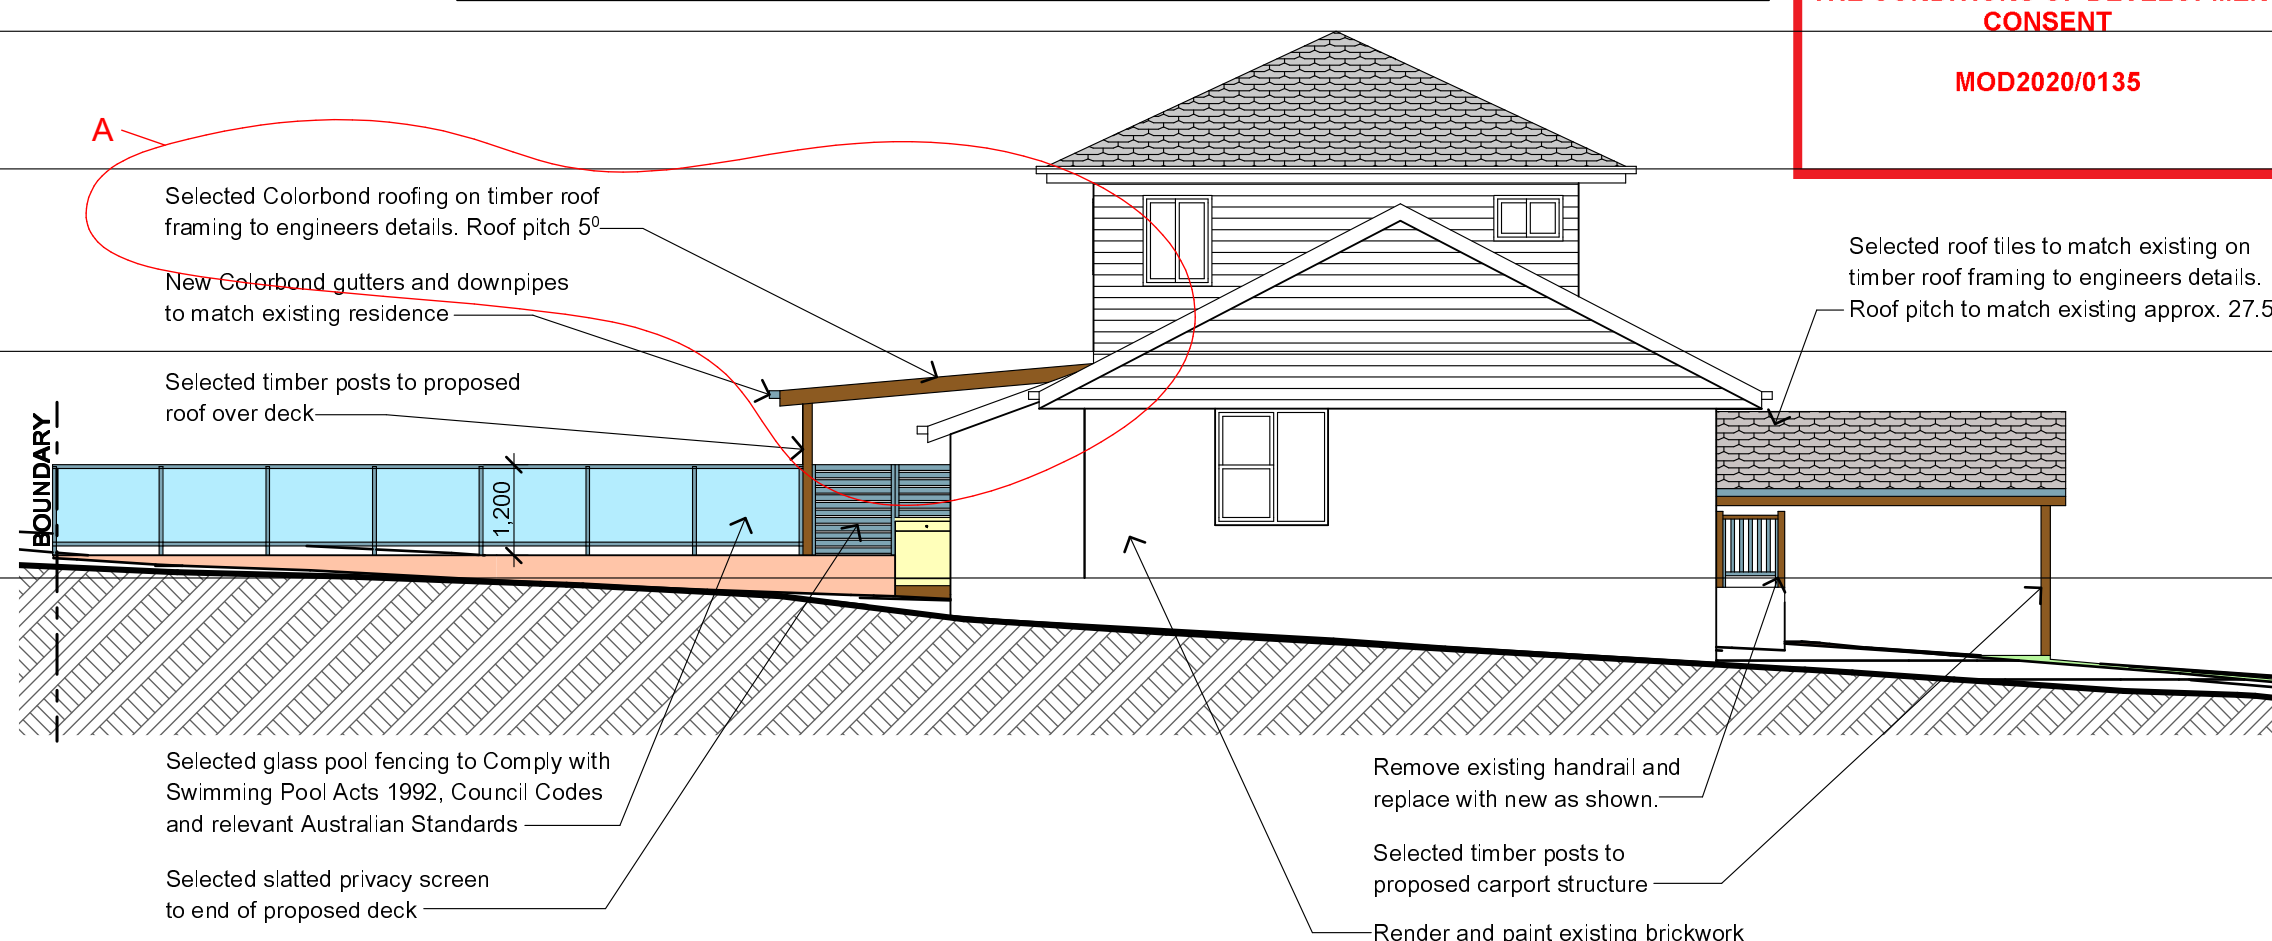 CONSENT
MOD2020/0135
A
Selected Colorbond roofing on timber roof
framing to engineers details. Roof pitch 5⁰
New Colorbond gutters and downpipes
to match existing residence
Selected timber posts to proposed
roof over deck
Selected roof tiles to match existing on
timber roof framing to engineers details.
Roof pitch to match existing approx. 27.5
BOUNDARY
1,200
Selected glass pool fencing to Comply with
Swimming Pool Acts 1992, Council Codes
and relevant Australian Standards
Selected slatted privacy screen
to end of proposed deck
Remove existing handrail and
replace with new as shown.
Selected timber posts to
proposed carport structure
Render and paint existing brickwork